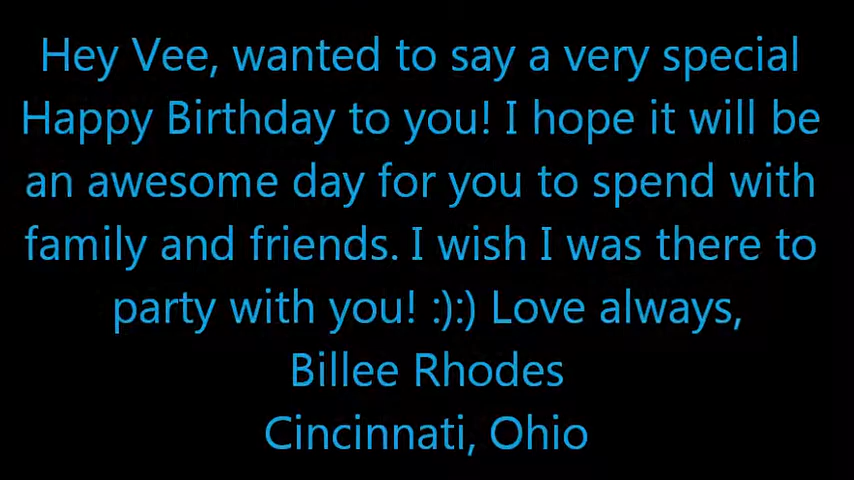 Hey Vee, wanted to say a very special
Happy Birthday to you! I hope it will be
an awesome day for you to spend with
family and friends. I wish I was there to
party with you! :):) Love always,
Billee Rhodes
Cincinnati, Ohio